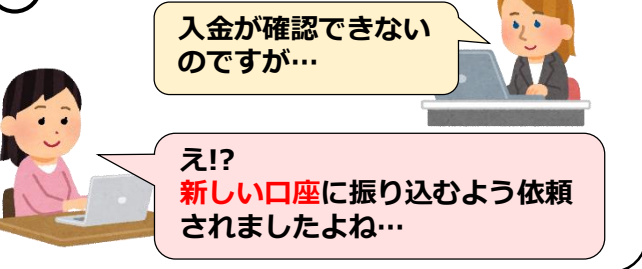 入金が確認できない
のですが…
え!?
新しい口座に振り込むよう依頼
されましたよね…